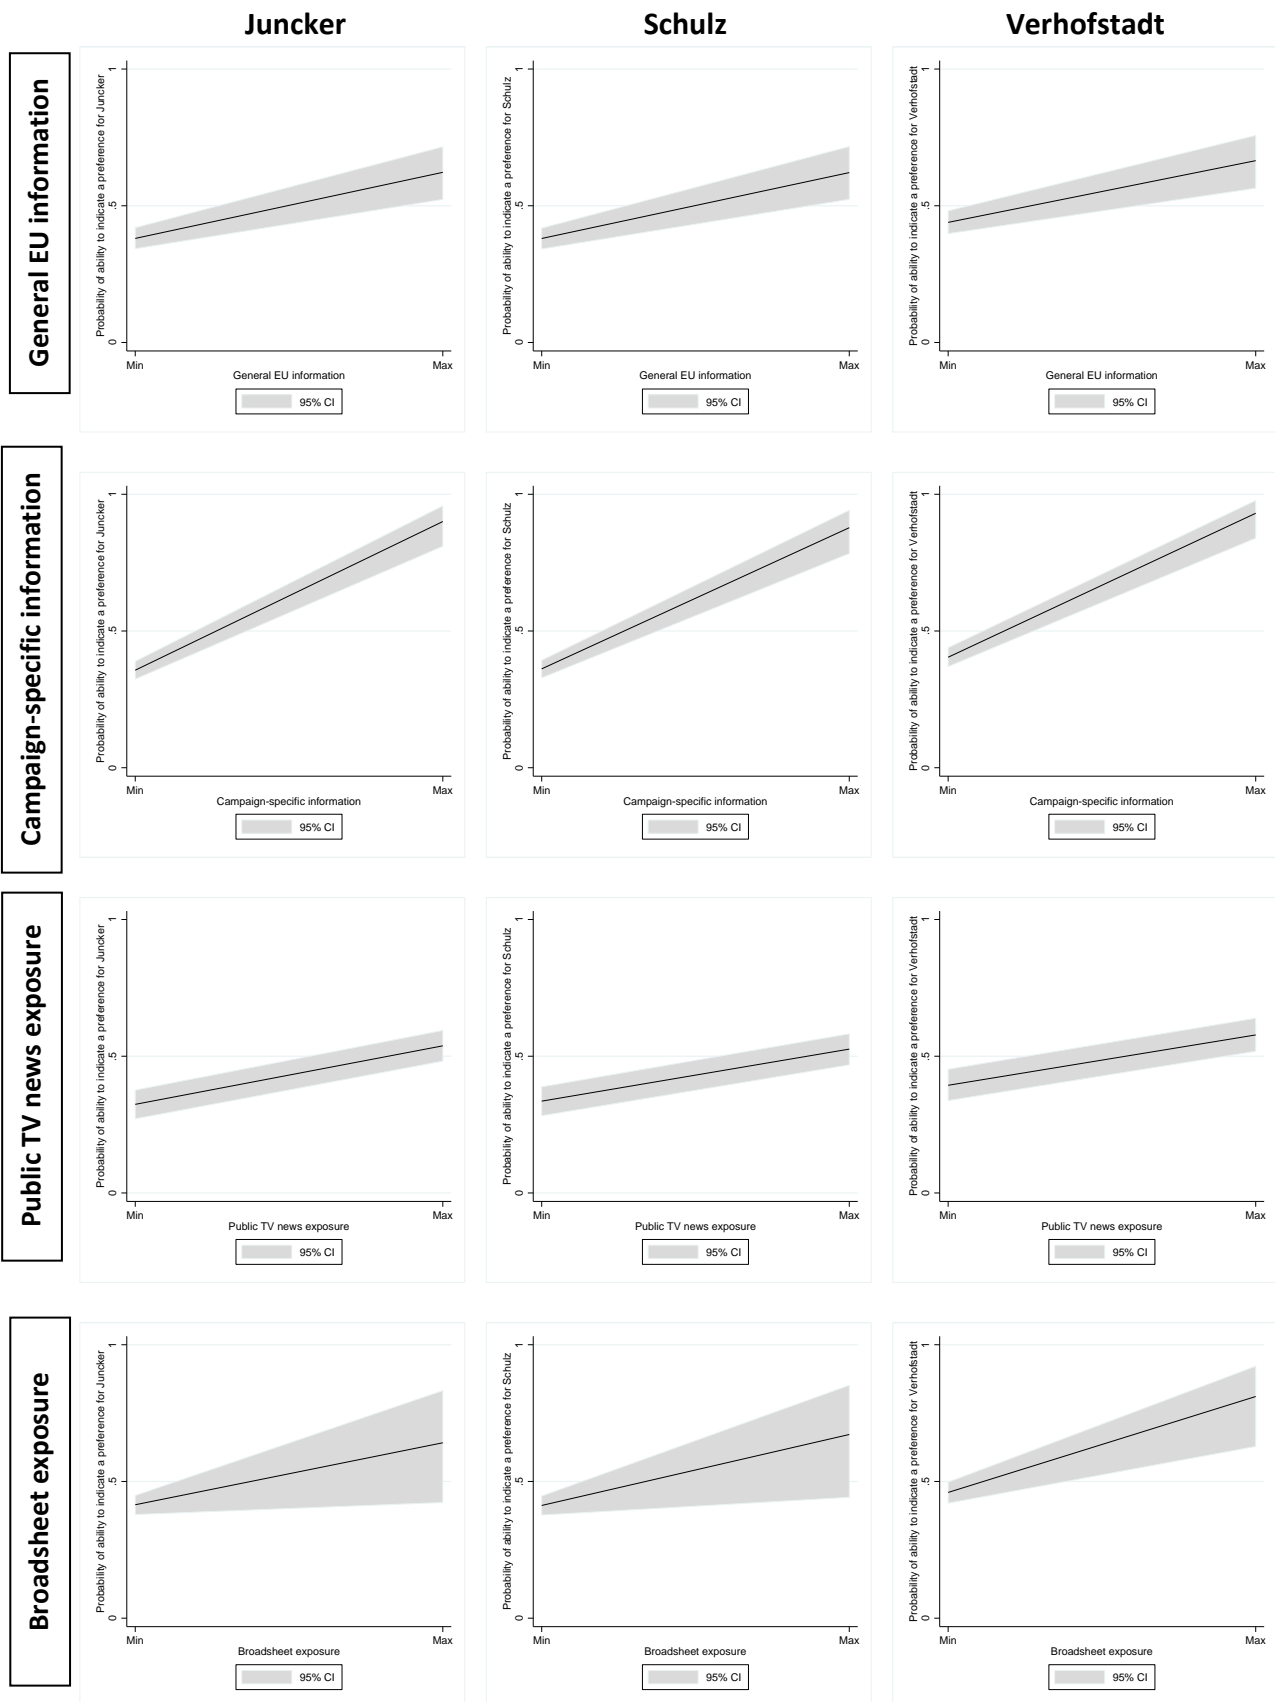 Juncker
Schulz
Verhofstadt
General EU information
Probability of ability to indicate a preference for Juncker
1
.5
0
Min
Max
General EU information
95% CI
Probability of ability to indicate a preference for Schulz
1
.5
0
Min
Max
General EU information
95% CI
Probability of ability to indicate a preference for Verhofstadt
1
.5
0
Min
Max
General EU information
95% CI
Campaign-specific information
Probability of ability to indicate a preference for Juncker
1
.5
0
Min
Max
Campaign-specific information
95% CI
Probability of ability to indicate a preference for Schulz
1
.5
0
Min
Max
Campaign-specific information
95% CI
Probability of ability to indicate a preference for Verhofstadt
1
.5
0
Min
Max
Campaign-specific information
95% CI
Public TV news exposure
Probability of ability to indicate a preference for Juncker
1
.5
0
Min
Max
Public TV news exposure
95% CI
Probability of ability to indicate a preference for Schulz
1
.5
0
Min
Max
Public TV news exposure
95% CI
Probability of ability to indicate a preference for Verhofstadt
1
.5
0
Min
Max
Public TV news exposure
95% CI
Broadsheet exposure
Probability of ability to indicate a preference for Juncker
1
.5
0
Min
Max
Broadsheet exposure
95% CI
Probability of ability to indicate a preference for Schulz
1
.5
0
Min
Max
Broadsheet exposure
95% CI
Probability of ability to indicate a preference for Verhofstadt
1
.5
0
Min
Max
Broadsheet exposure
95% CI